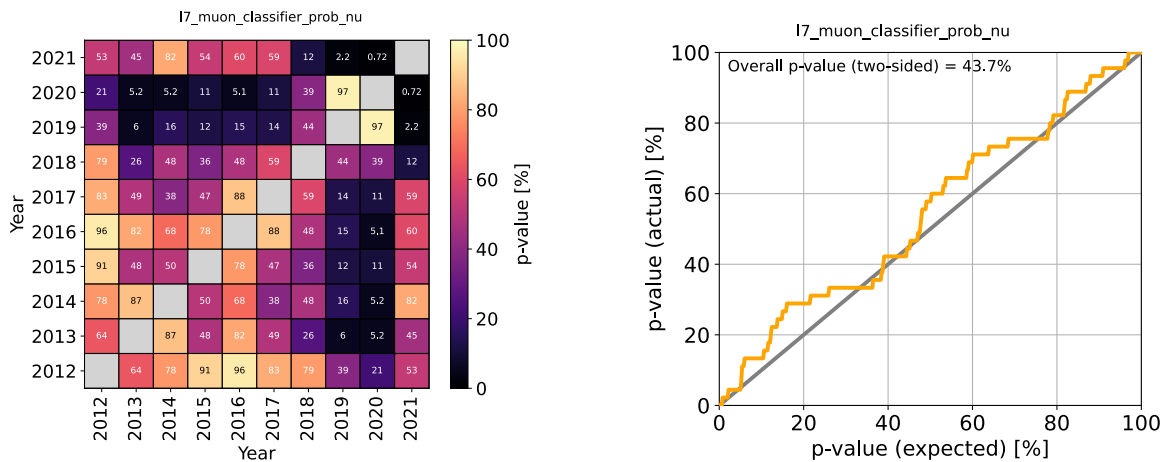 l7_muon_classifier_prob_nu
2021 53 45 82 54 60 59 12 2.2 0.72
2020 21 5.2 5.2 11 5.1 11 39 97 0.72
2019 39 6 16 12 15 14 44 97 2.2
2018 79 26 48 36 48 59 44 39 12
2017 83 49 38 47 88 59 14 11 59
2016 96 82 68 78 88 48 15 5.1 60
2015 91 48 50 78 47 36 12 11 54
2014 78 87 50 68 38 48 16 5.2 82
2013 64 87 48 82 49 26 6 5.2 45
2012 64 78 91 96 83 79 39 21 53
2012 2013 2014 2015 2016 2017 2018 2019 2020 2021
Year
Year
100
80
60
40
20
0
p-value [%]
l7_muon_classifier_prob_nu
Overall p-value (two-sided) = 43.7%
100
80
60
40
20
0
p-value (actual) [%]
0 20 40 60 80 100
p-value (expected) [%]